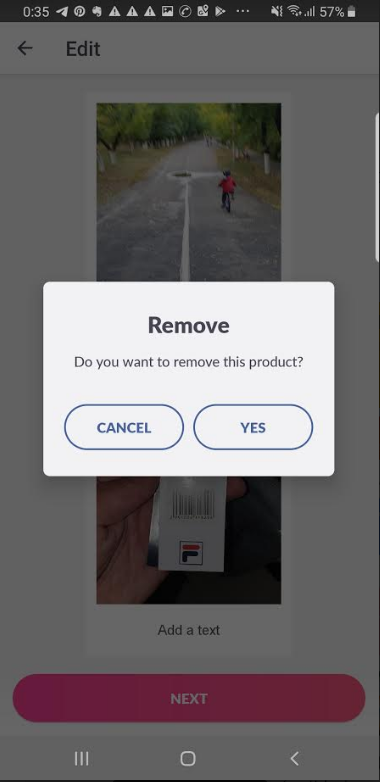 0:35 57%
Edit
Remove
Do you want to remove this product?
CANCEL YES
Add a text
NEXT